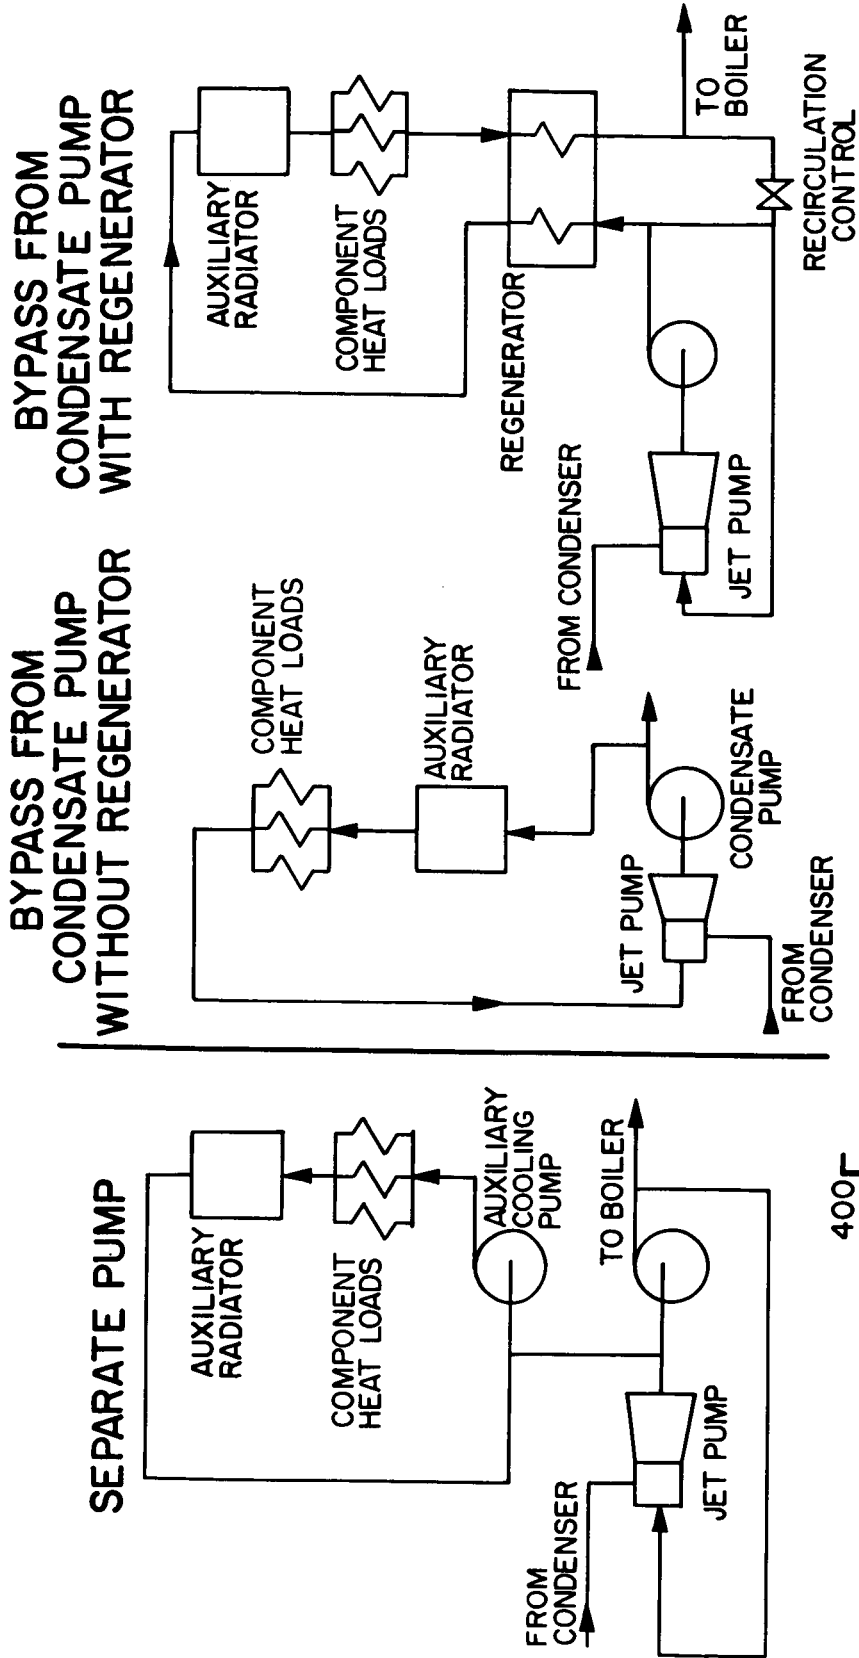 SEPARATE PUMP
AUXILIARY
RADIATOR
COMPONENT
HEAT LOADS
AUXILIARY
COOLING
PUMP
FROM
CONDENSER
TO BOILER
JET PUMP
400
BYPASS FROM
CONDENSATE PUMP
WITHOUT REGENERATOR
COMPONENT
HEAT LOADS
AUXILIARY
RADIATOR
JET PUMP
CONDENSATE
PUMP
FROM
CONDENSER
BYPASS FROM
CONDENSATE PUMP
WITH REGENERATOR
AUXILIARY
RADIATOR
COMPONENT
HEAT LOADS
REGENERATOR
FROM CONDENSER
JET PUMP
TO
BOILER
RECIRCULATION
CONTROL